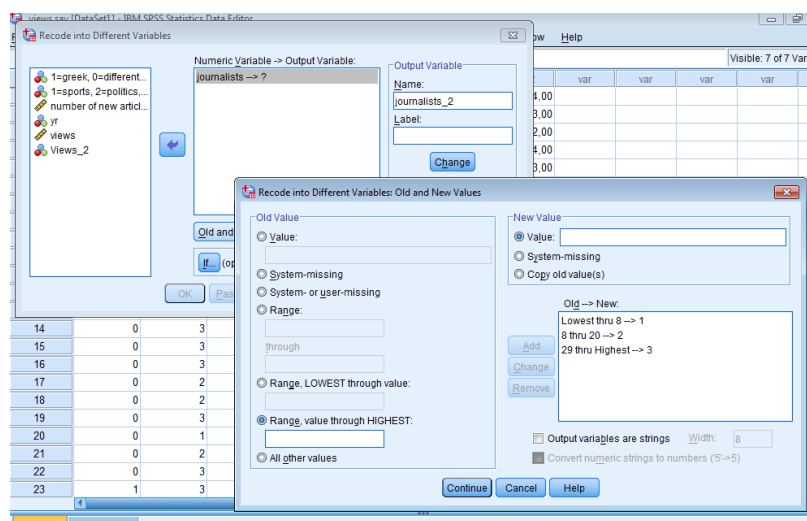 views.sav [DataSet1] - IBM SPSS Statistics Data Editor
Recode into Different Variables
ow Help
Visible: 7 of 7 Var
var var var var
4,00
3,00
2,00
4,00
3,00
1=greek, 0=different...
1=sports, 2=politics,...
number of new articl...
yr
views
Views_2
Numeric Variable -> Output Variable:
journalists --> ?
Output Variable
Name:
journalists_2
Label:
Change
Old and
If... (op
OK Pas
Recode into Different Variables: Old and New Values
Old Value
Value:
System-missing
System- or user-missing
Range:
through
Range, LOWEST through value:
Range, value through HIGHEST:
All other values
New Value
Value:
System-missing
Copy old value(s)
Old --> New:
Lowest thru 8 --> 1
8 thru 20 --> 2
29 thru Highest --> 3
Add
Change
Remove
Output variables are strings Width: 8
Convert numeric strings to numbers ('5'->5)
Continue Cancel Help
14 0 3
15 0 3
16 0 3
17 0 2
18 0 2
19 0 3
20 0 1
21 0 2
22 0 3
23 1 3